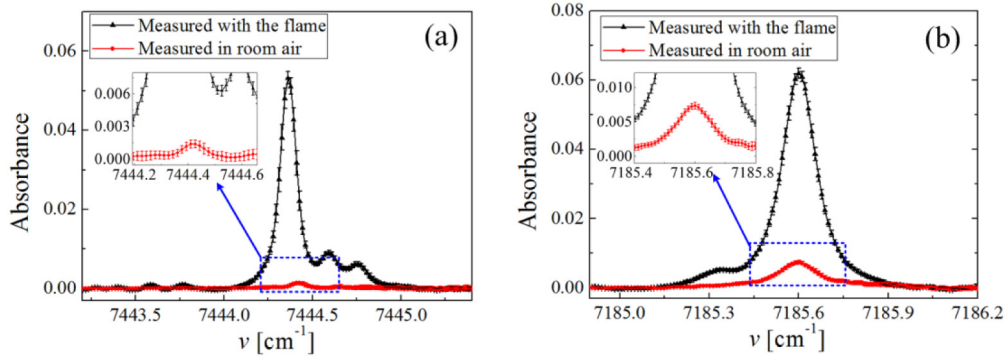 Measured with the flame
Measured in room air
(a)
0.06
0.04
0.02
0.00
Absorbance
0.006
0.003
0.000
7444.2 7444.4 7444.6
7443.5 7444.0 7444.5 7445.0
ν [cm-1]
Measured with the flame
Measured in room air
(b)
0.08
0.06
0.04
0.02
0.00
Absorbance
0.010
0.005
0.000
7185.4 7185.6 7185.8
7185.0 7185.3 7185.6 7185.9 7186.2
ν [cm-1]